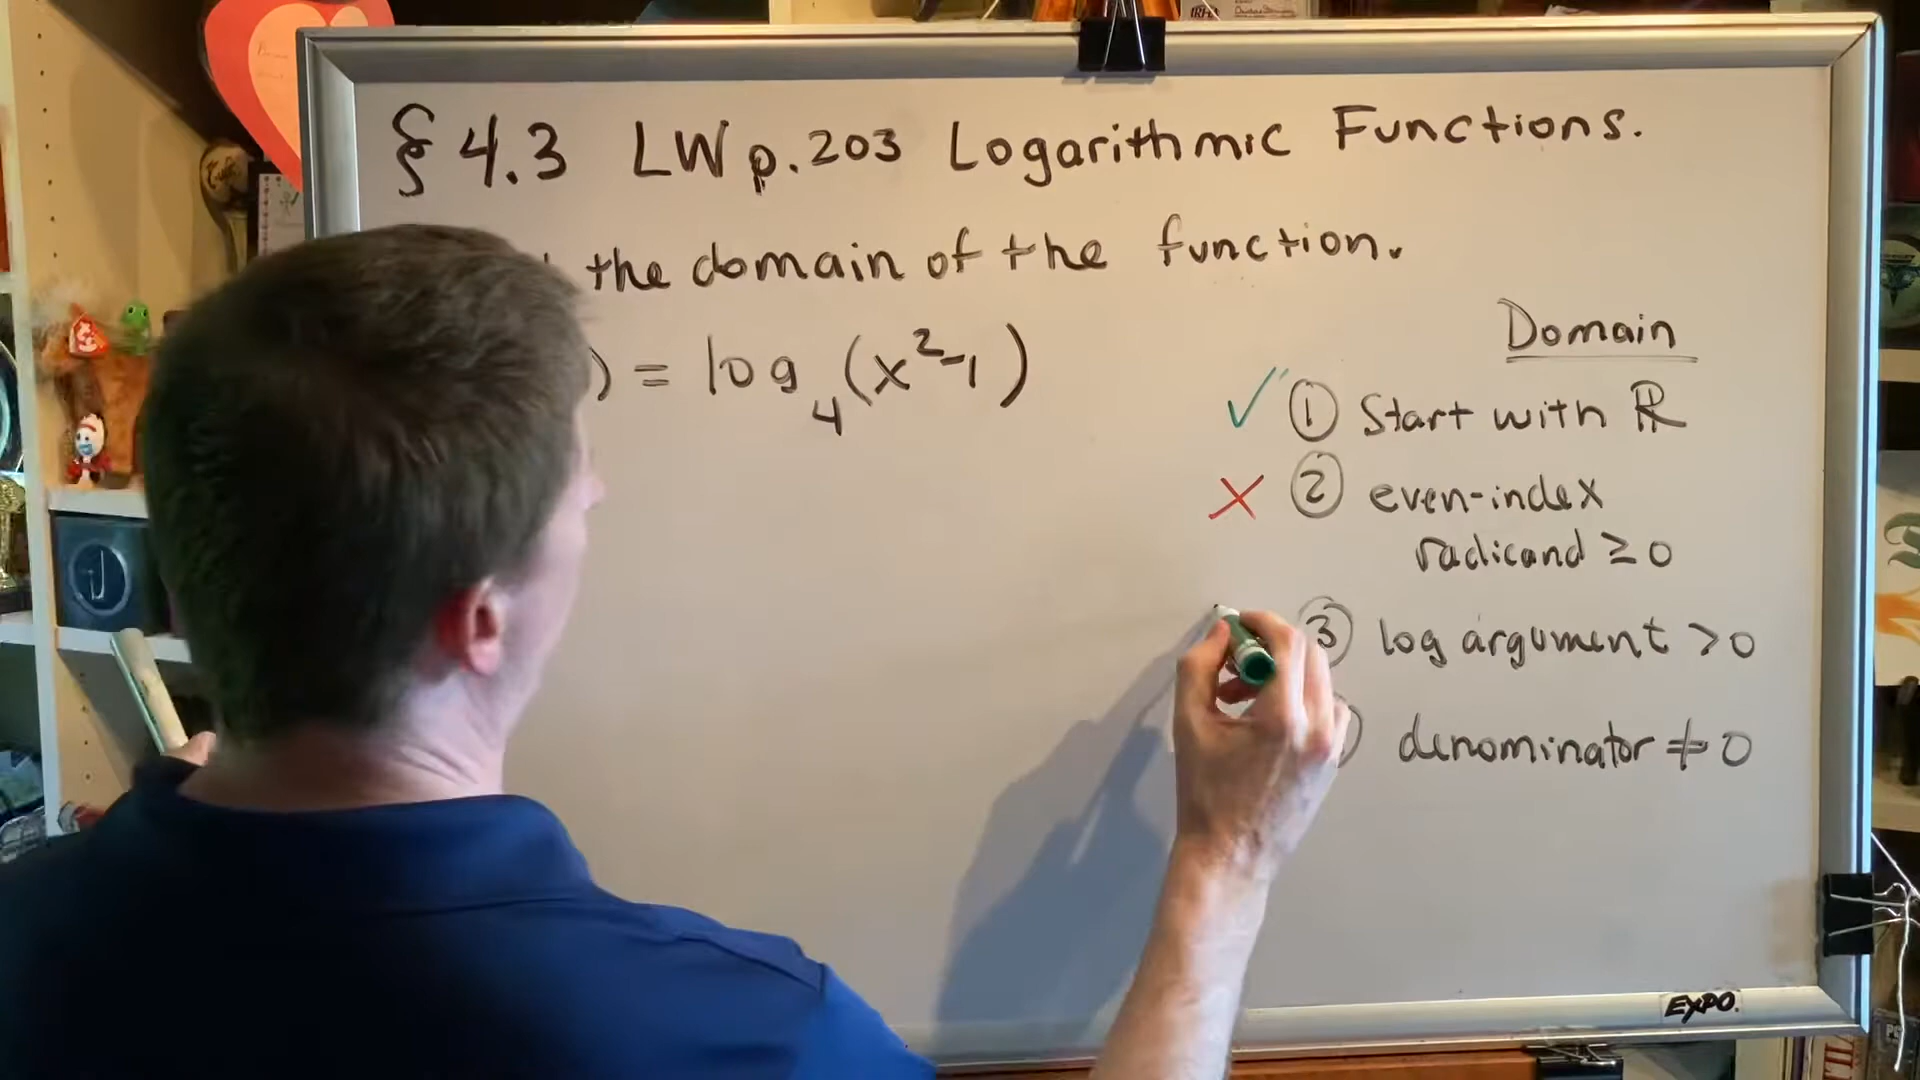 § 4.3 LW p. 203 Logarithmic Functions.
the domain of the function.
) = log₄(x²-1)
Domain
✓ ① Start with ℝ
X ② even-index
radicand ≥ 0
③ log argument > 0
denominator ≠ 0
EXPO